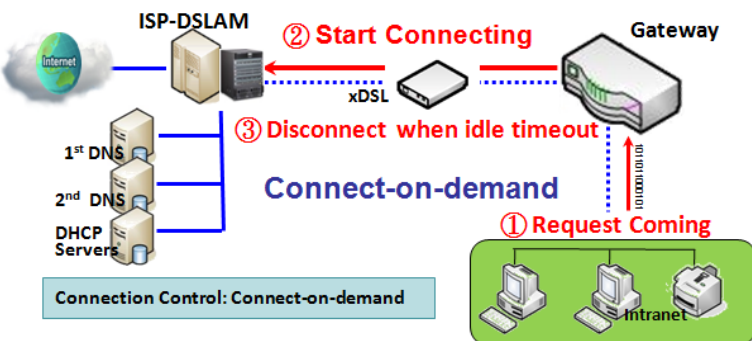 ISP-DSLAM
② Start Connecting
Gateway
Internet
xDSL
③ Disconnect when idle timeout
1st DNS
2nd DNS
DHCP
Servers
101101000101
Connect-on-demand
① Request Coming
Intranet
Connection Control: Connect-on-demand